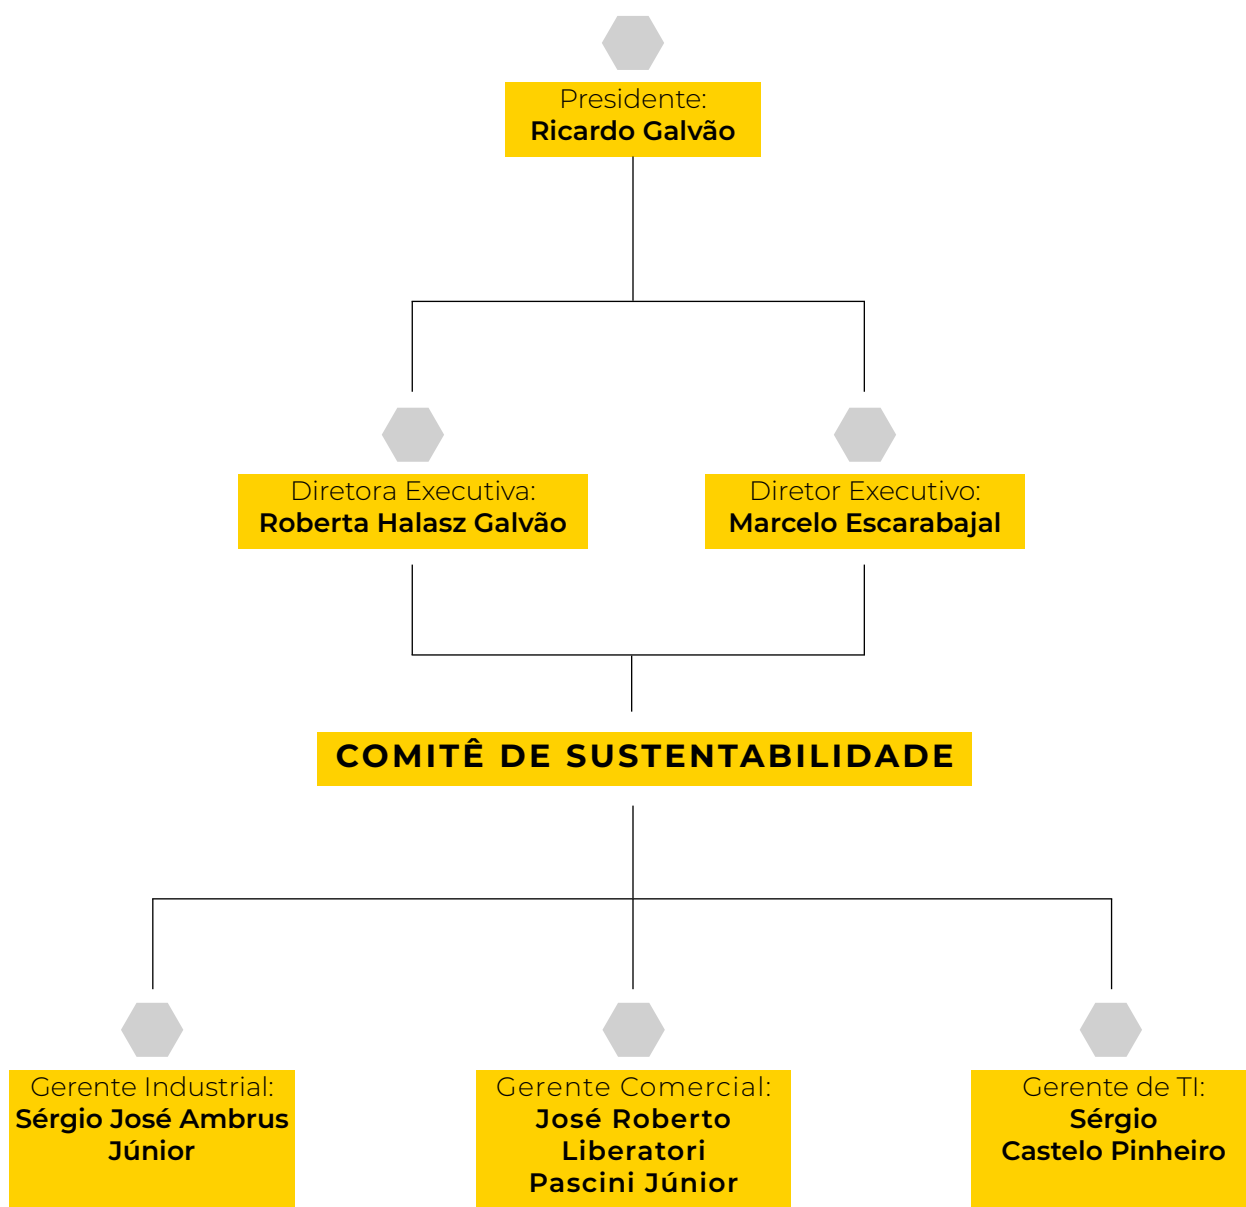 Presidente:
Ricardo Galvão
Diretora Executiva:
Roberta Halasz Galvão
Diretor Executivo:
Marcelo Escarabajal
COMITÊ DE SUSTENTABILIDADE
Gerente Industrial:
Sérgio José Ambrus
Júnior
Gerente Comercial:
José Roberto
Liberatori
Pascini Júnior
Gerente de TI:
Sérgio
Castelo Pinheiro